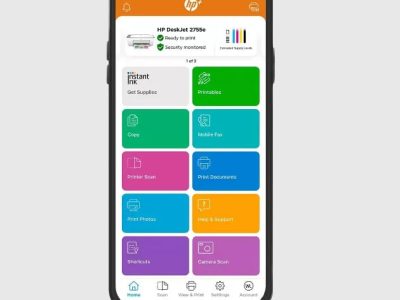 hp+
HP DeskJet 2755e
Ready to print
Security monitored
Estimated Supply Levels
1 of 2
instant
ink
Get Supplies
Printables
Copy
Mobile Fax
Printer Scan
Print Documents
Print Photos
Help & Support
Shortcuts
Camera Scan
Home
Scan
View & Print
Settings
Account